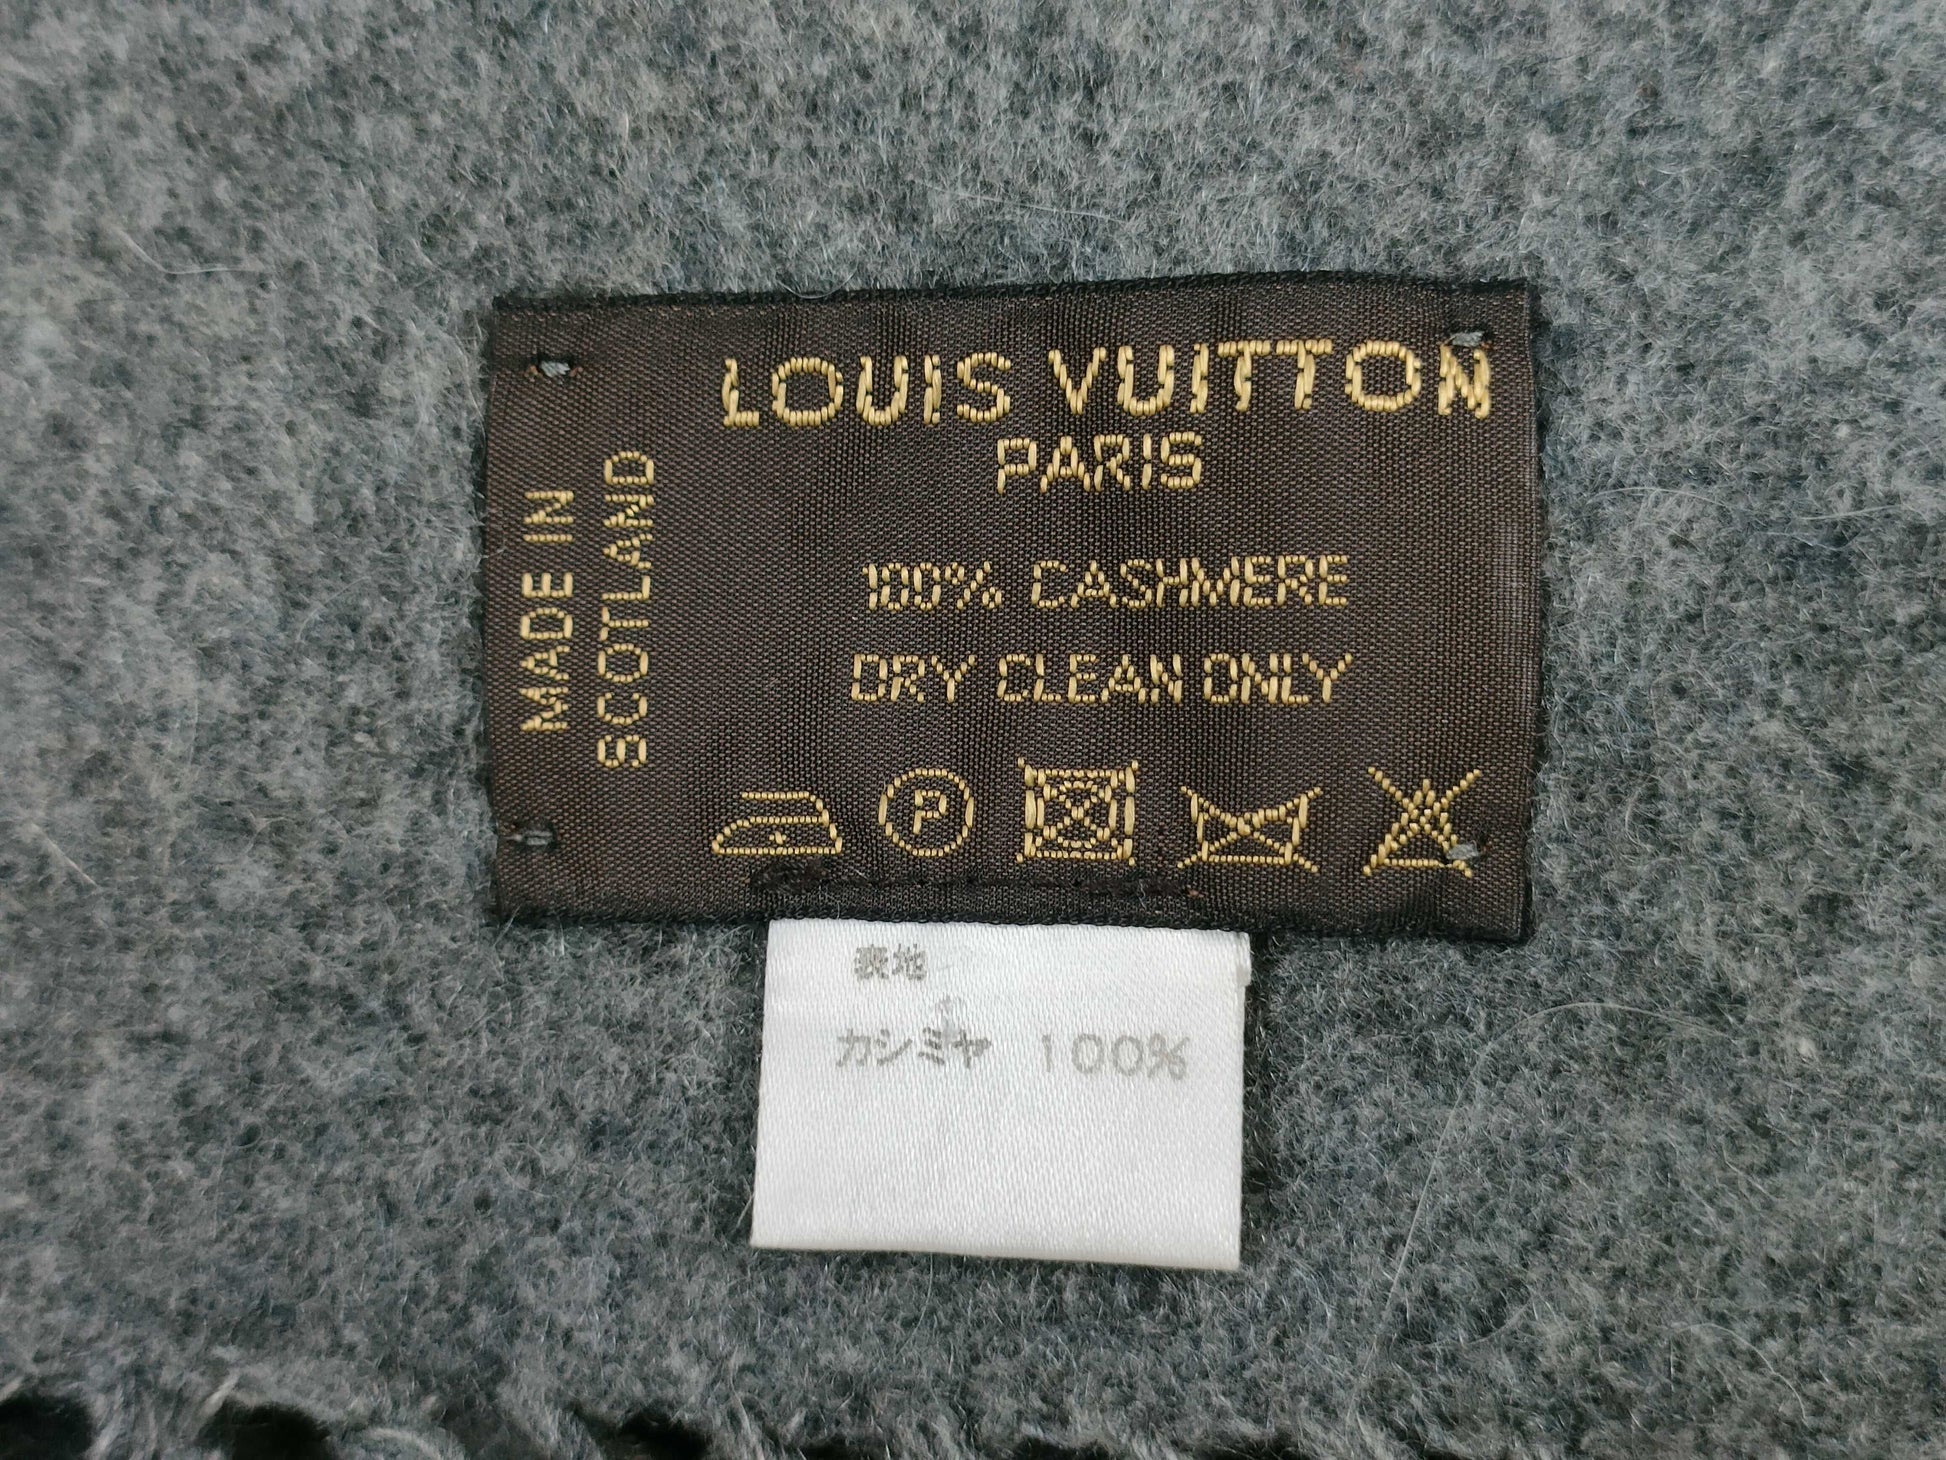 LOUIS VUITTON
PARIS
MADE IN
SCOTLAND
100% CASHMERE
DRY CLEAN ONLY
P
表地
カシミヤ 100%